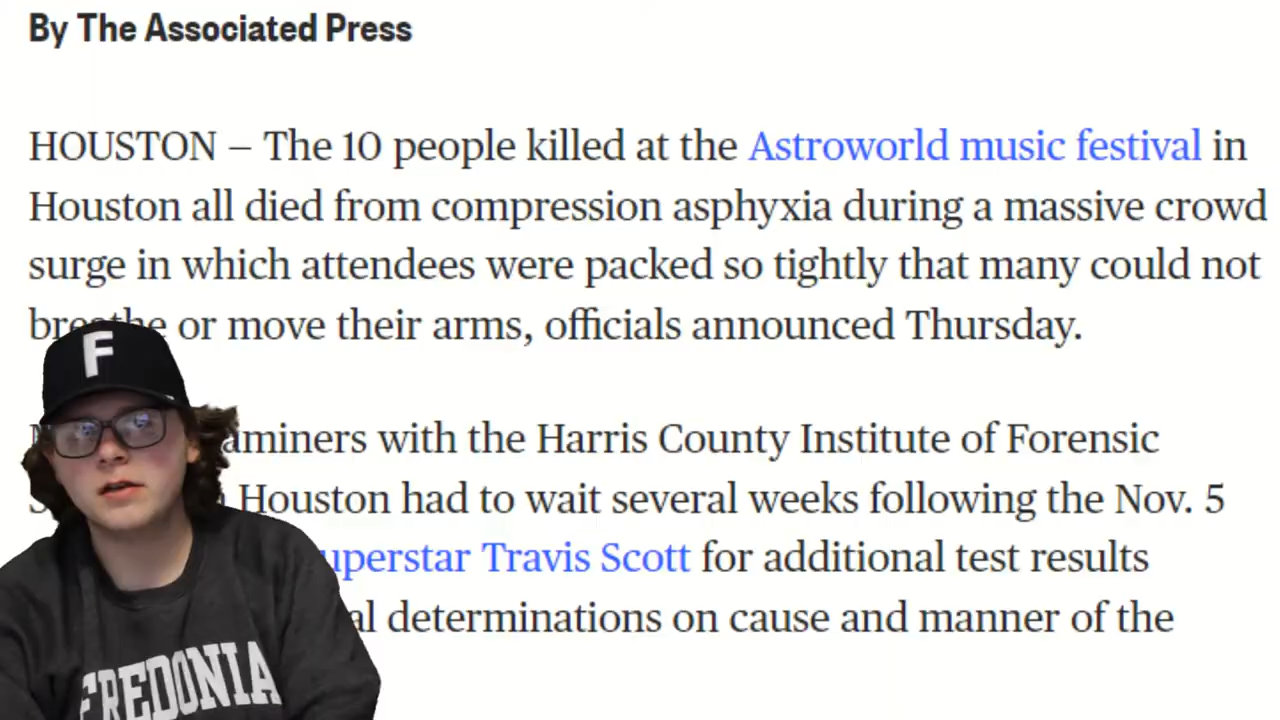 By The Associated Press
HOUSTON – The 10 people killed at the Astroworld music festival in
Houston all died from compression asphyxia during a massive crowd
surge in which attendees were packed so tightly that many could not
breathe or move their arms, officials announced Thursday.
aminers with the Harris County Institute of Forensic
Houston had to wait several weeks following the Nov. 5
uperstar Travis Scott for additional test results
al determinations on cause and manner of the
F
FREDONIA